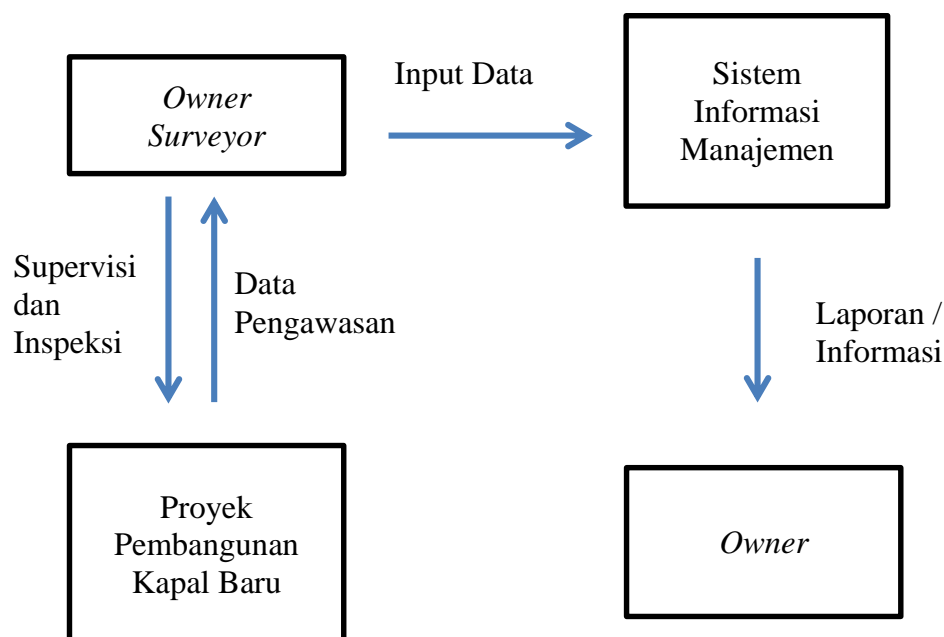 Owner
Surveyor
Input Data
Sistem
Informasi
Manajemen
Supervisi
dan
Inspeksi
Data
Pengawasan
Laporan /
Informasi
Proyek
Pembangunan
Kapal Baru
Owner